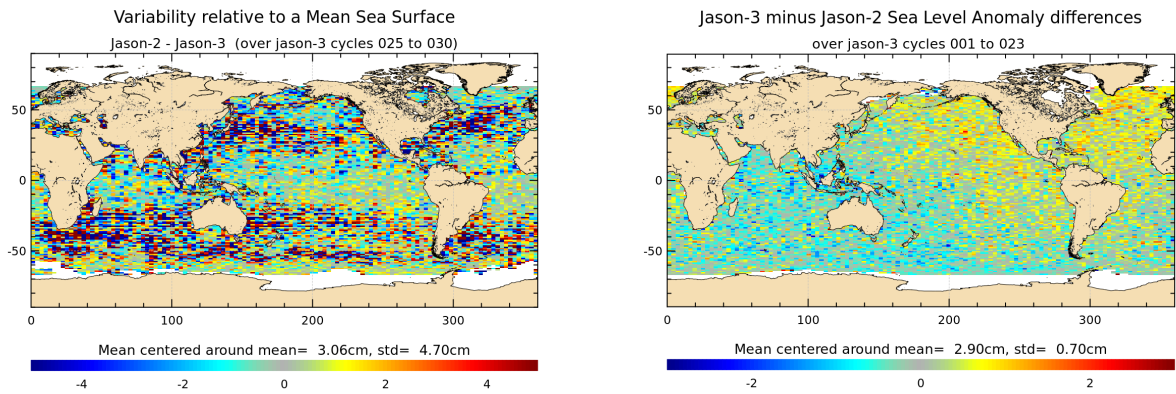 Variability relative to a Mean Sea Surface
Jason-2 - Jason-3 (over jason-3 cycles 025 to 030)
50
0
-50
0 100 200 300
Mean centered around mean= 3.06cm, std= 4.70cm
-4 -2 0 2 4
Jason-3 minus Jason-2 Sea Level Anomaly differences
over jason-3 cycles 001 to 023
50
0
-50
0 100 200 300
Mean centered around mean= 2.90cm, std= 0.70cm
-2 0 2